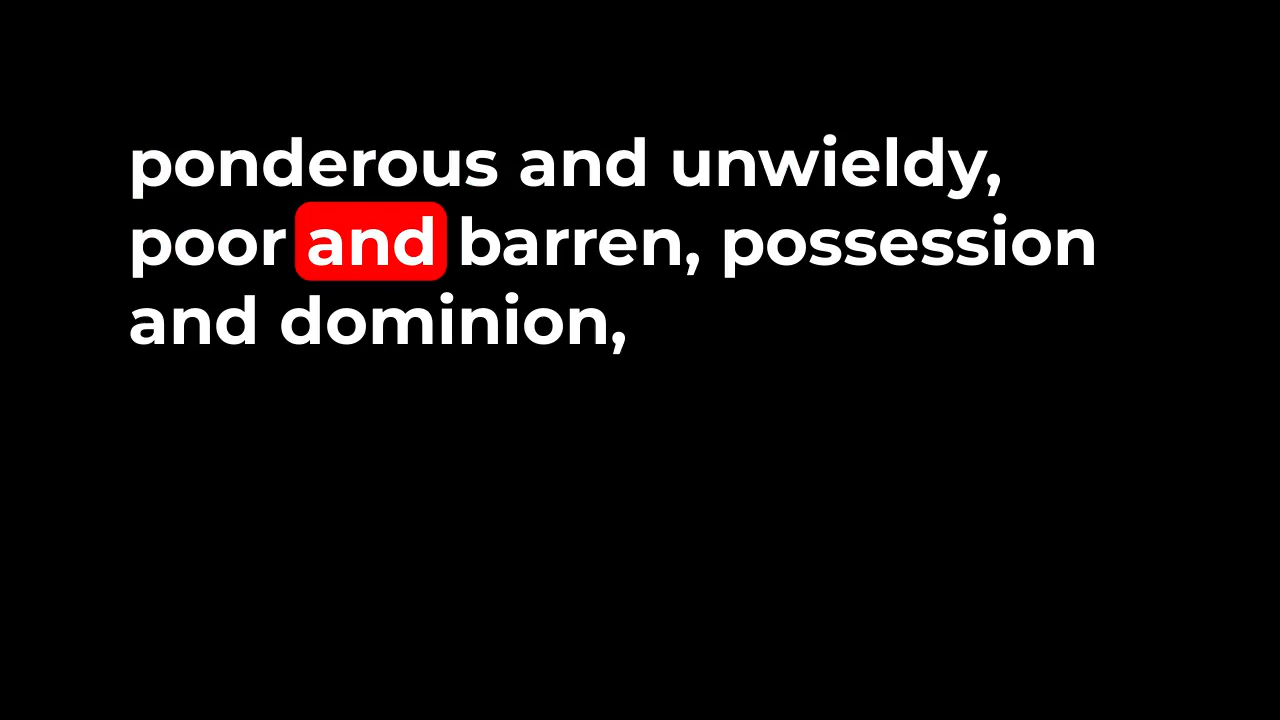 ponderous and unwieldy,
poor and barren, possession
and dominion,